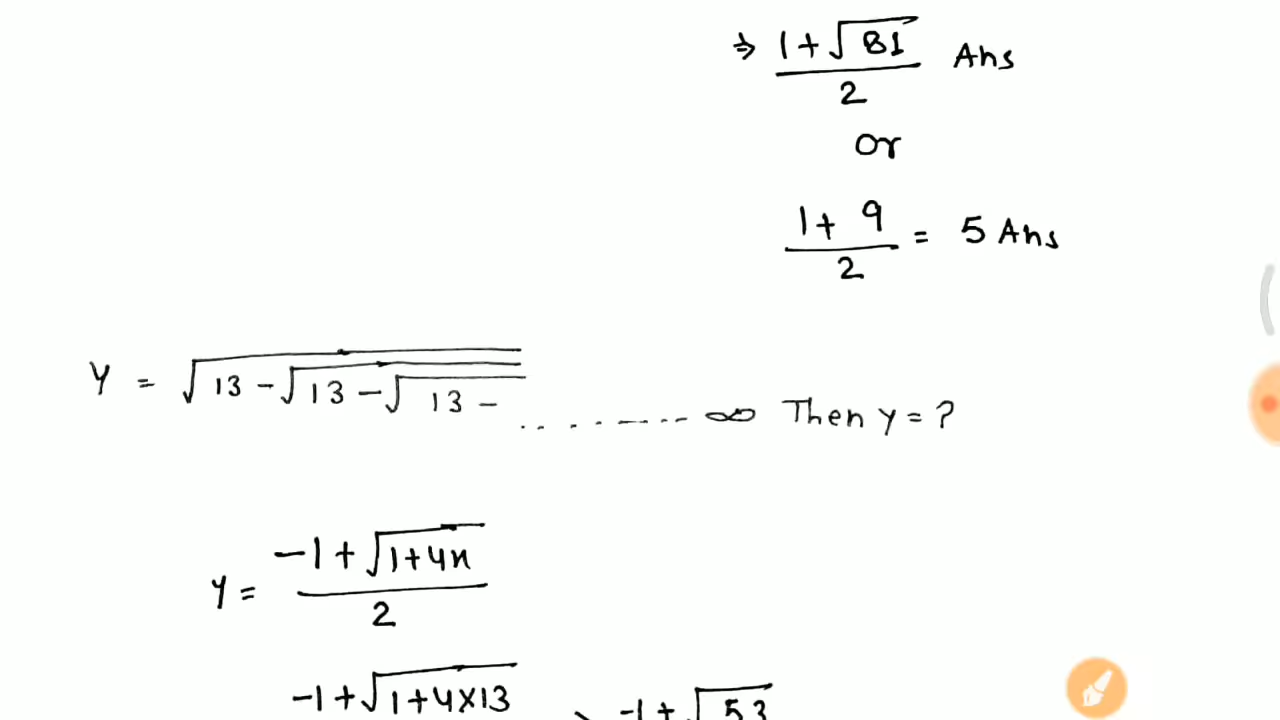 ⇒ (1+√81)/2 Ans
Or
(1+ 9)/2 = 5 Ans
Y = √(13 - √(13 - √(13 - ........... ∞ Then y = ?
Y = (-1+√(1+4n))/2
-1+√(1+4×13)
-1+√53